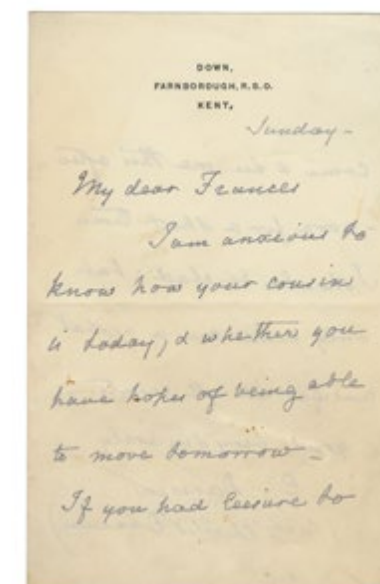 DOWN,
FARNBOROUGH, R.S.O.
KENT,
Sunday –
My dear Frances
I am anxious to
know how your cousin
is today, & whether you
have hopes of being able
to move tomorrow –
If you had leisure to